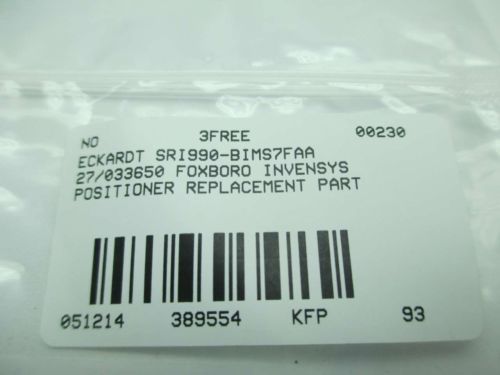 NO 3FREE 00230
ECKARDT SRI990-BIMS7FAA
27/033650 FOXBORO INVENSYS
POSITIONER REPLACEMENT PART
051214 389554 KFP 93